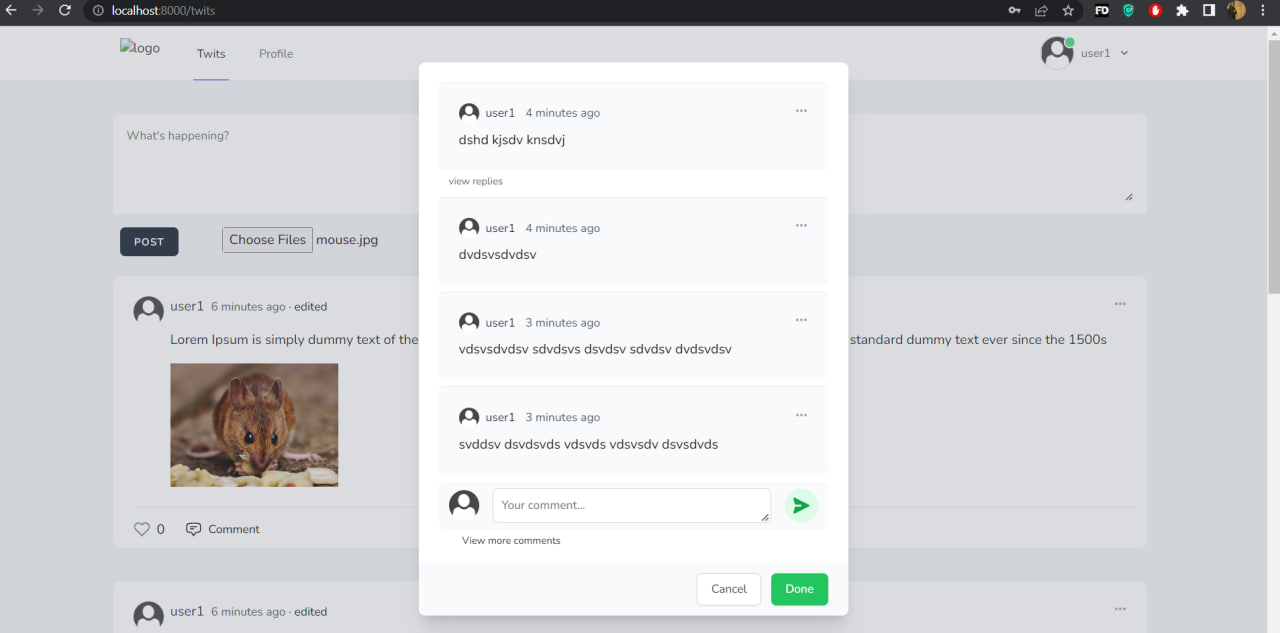 localhost:8000/twits
FD
logo
Twits
Profile
user1
What's happening?
POST
Choose Files mouse.jpg
user1 6 minutes ago · edited
Lorem Ipsum is simply dummy text of the
standard dummy text ever since the 1500s
0
Comment
user1 6 minutes ago · edited
user1 4 minutes ago
dshd kjsdv knsdvj
view replies
user1 4 minutes ago
dvdsvsdvdsv
user1 3 minutes ago
vdsvsdvdsv sdvdsvs dsvdsv sdvdsv dvdsvdsv
user1 3 minutes ago
svddsv dsvdsvds vdsvds vdsvsdv dsvsdvds
Your comment...
View more comments
Cancel
Done